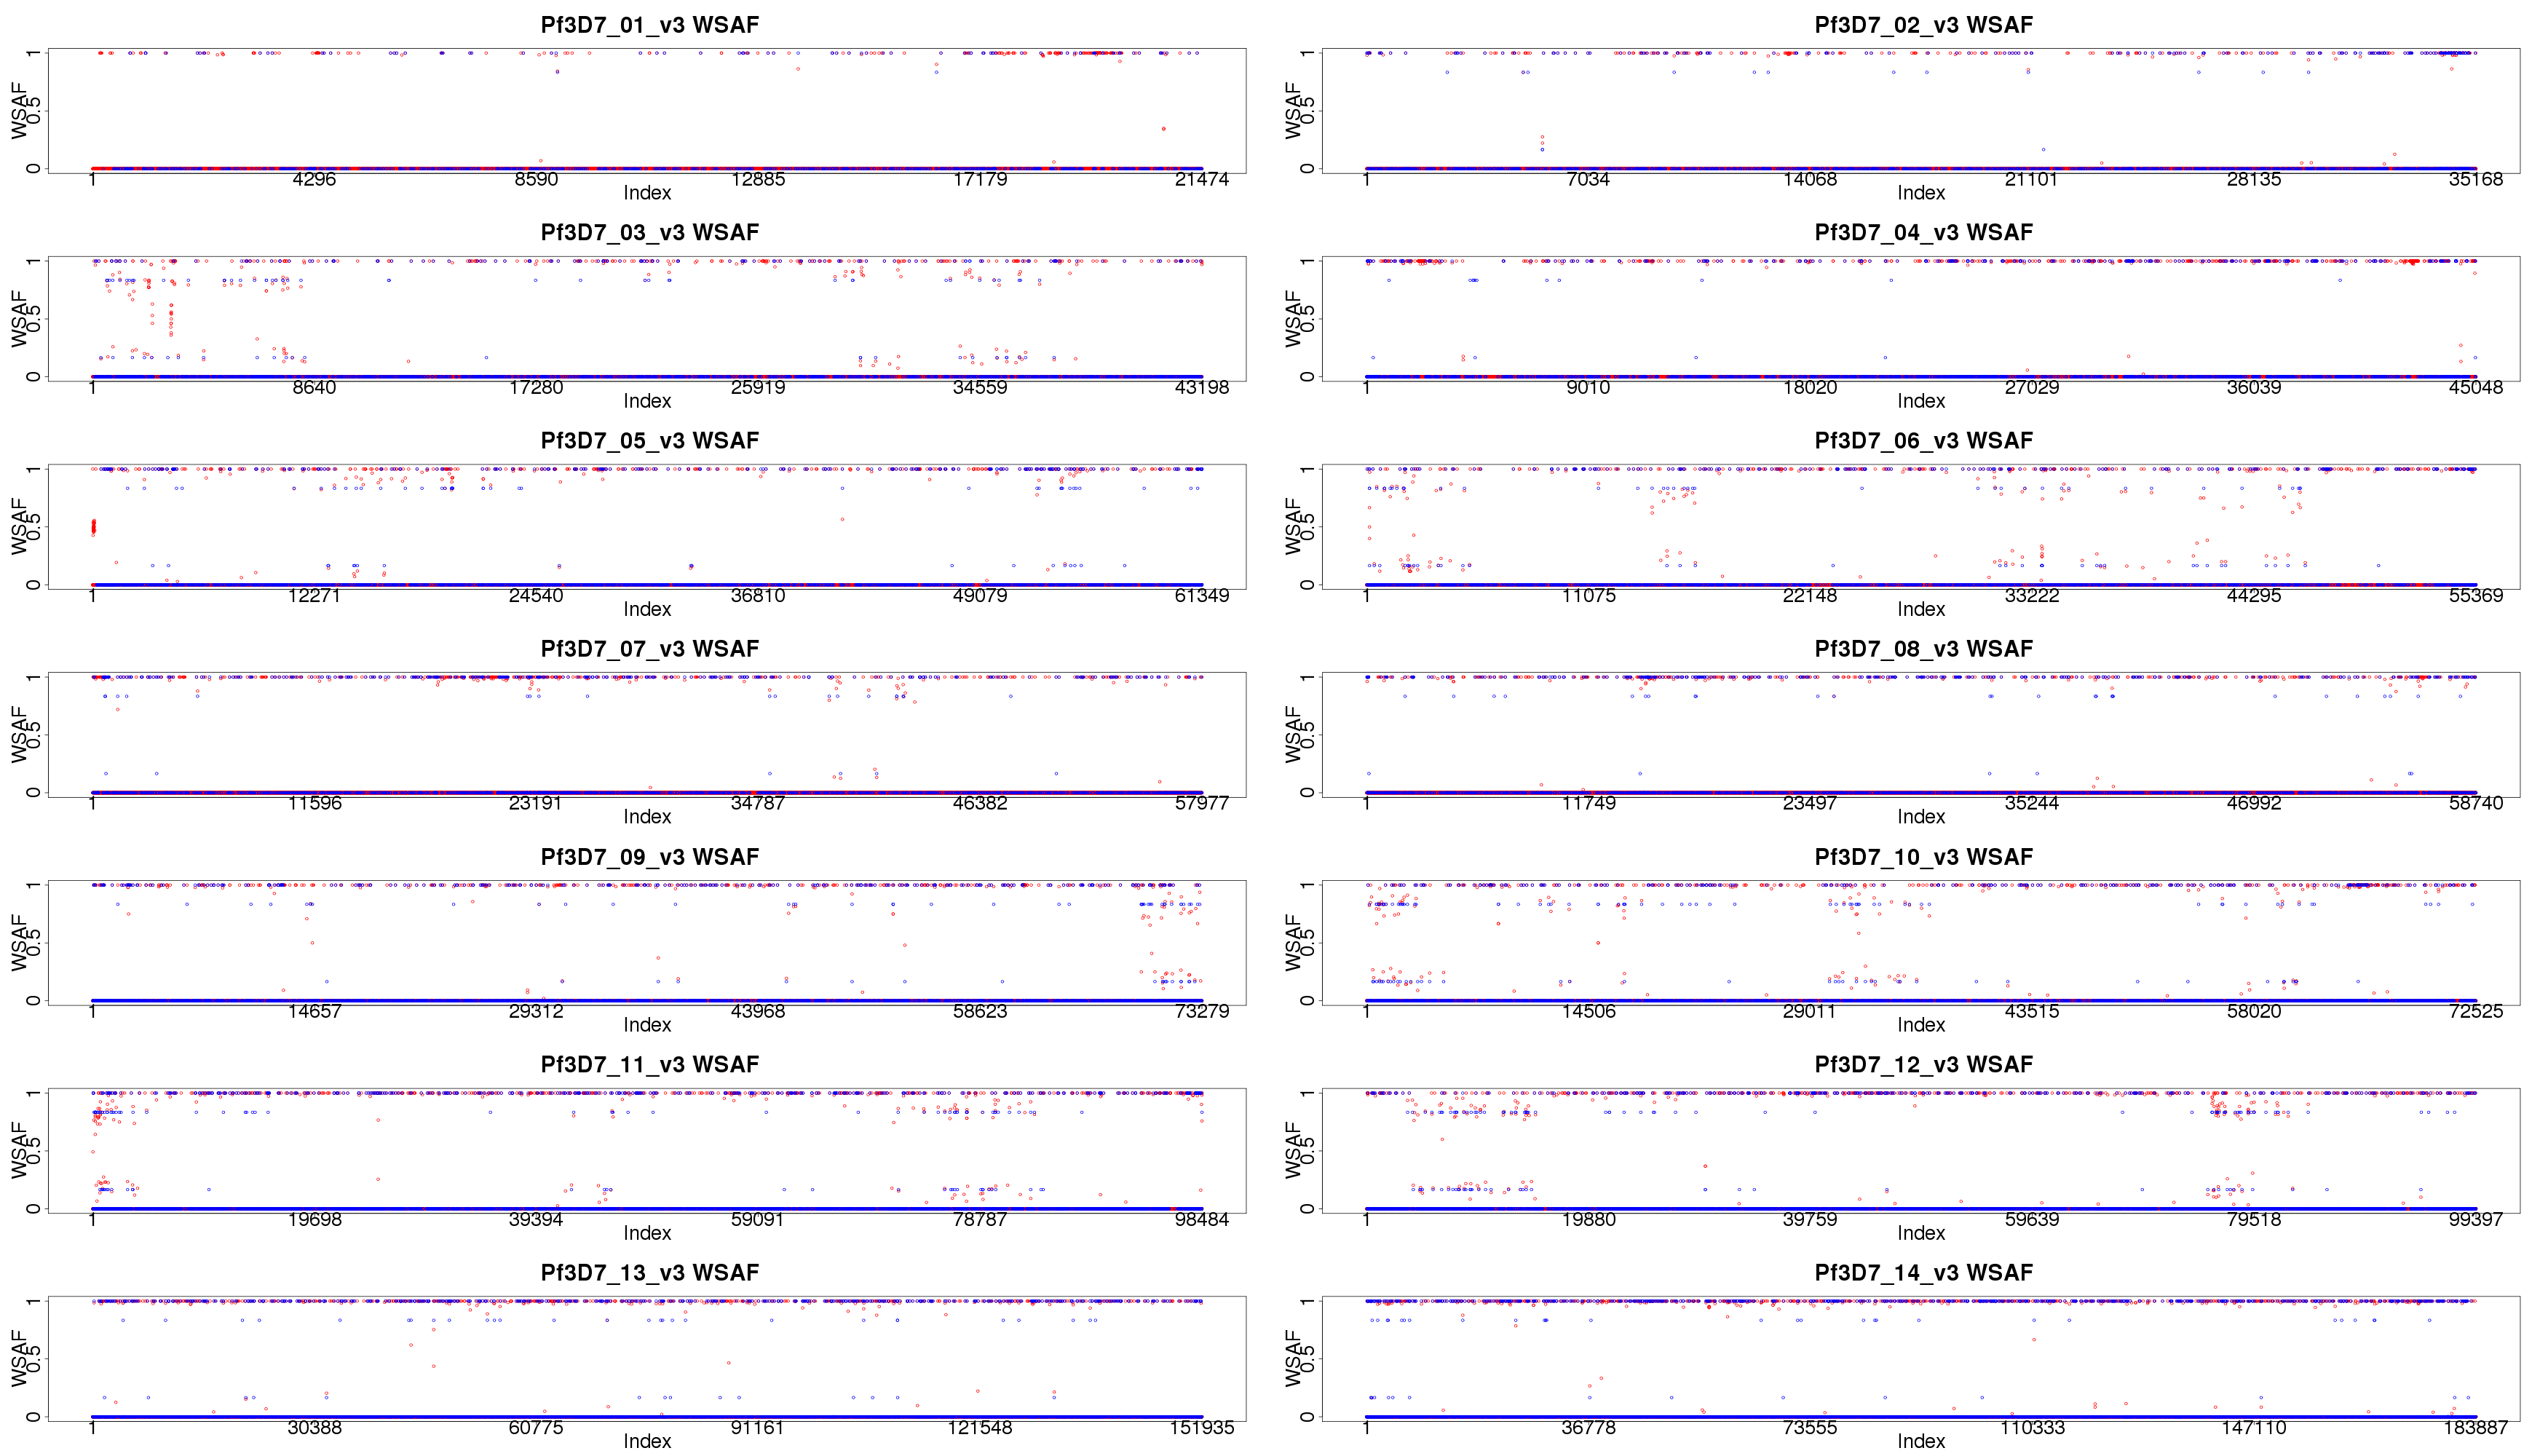 Pf3D7_01_v3 WSAF
WSAF
1
0.5
0
1 4296 8590 12885 17179 21474
Index
Pf3D7_02_v3 WSAF
WSAF
1
0.5
0
1 7034 14068 21101 28135 35168
Index
Pf3D7_03_v3 WSAF
WSAF
1
0.5
0
1 8640 17280 25919 34559 43198
Index
Pf3D7_04_v3 WSAF
WSAF
1
0.5
0
1 9010 18020 27029 36039 45048
Index
Pf3D7_05_v3 WSAF
WSAF
1
0.5
0
1 12271 24540 36810 49079 61349
Index
Pf3D7_06_v3 WSAF
WSAF
1
0.5
0
1 11075 22148 33222 44295 55369
Index
Pf3D7_07_v3 WSAF
WSAF
1
0.5
0
1 11596 23191 34787 46382 57977
Index
Pf3D7_08_v3 WSAF
WSAF
1
0.5
0
1 11749 23497 35244 46992 58740
Index
Pf3D7_09_v3 WSAF
WSAF
1
0.5
0
1 14657 29312 43968 58623 73279
Index
Pf3D7_10_v3 WSAF
WSAF
1
0.5
0
1 14506 29011 43515 58020 72525
Index
Pf3D7_11_v3 WSAF
WSAF
1
0.5
0
1 19698 39394 59091 78787 98484
Index
Pf3D7_12_v3 WSAF
WSAF
1
0.5
0
1 19880 39759 59639 79518 99397
Index
Pf3D7_13_v3 WSAF
WSAF
1
0.5
0
1 30388 60775 91161 121548 151935
Index
Pf3D7_14_v3 WSAF
WSAF
1
0.5
0
1 36778 73555 110333 147110 183887
Index